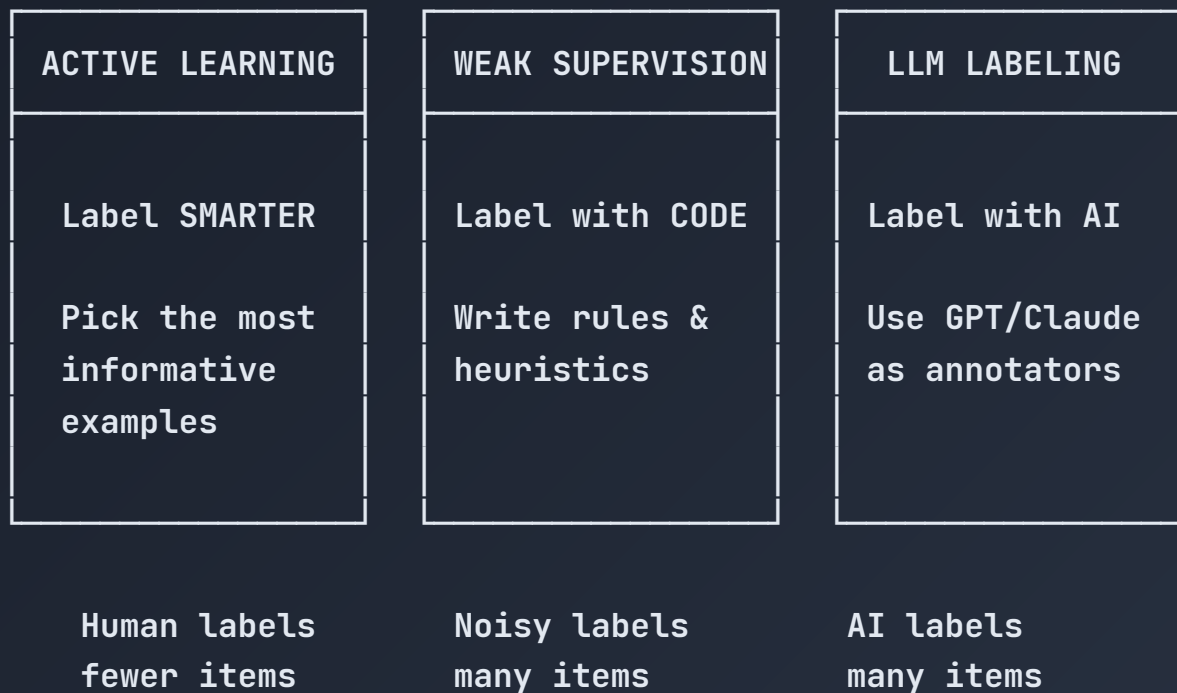 ACTIVE LEARNING
Label SMARTER
Pick the most
informative
examples
Human labels
fewer items
WEAK SUPERVISION
Label with CODE
Write rules &
heuristics
Noisy labels
many items
LLM LABELING
Label with AI
Use GPT/Claude
as annotators
AI labels
many items